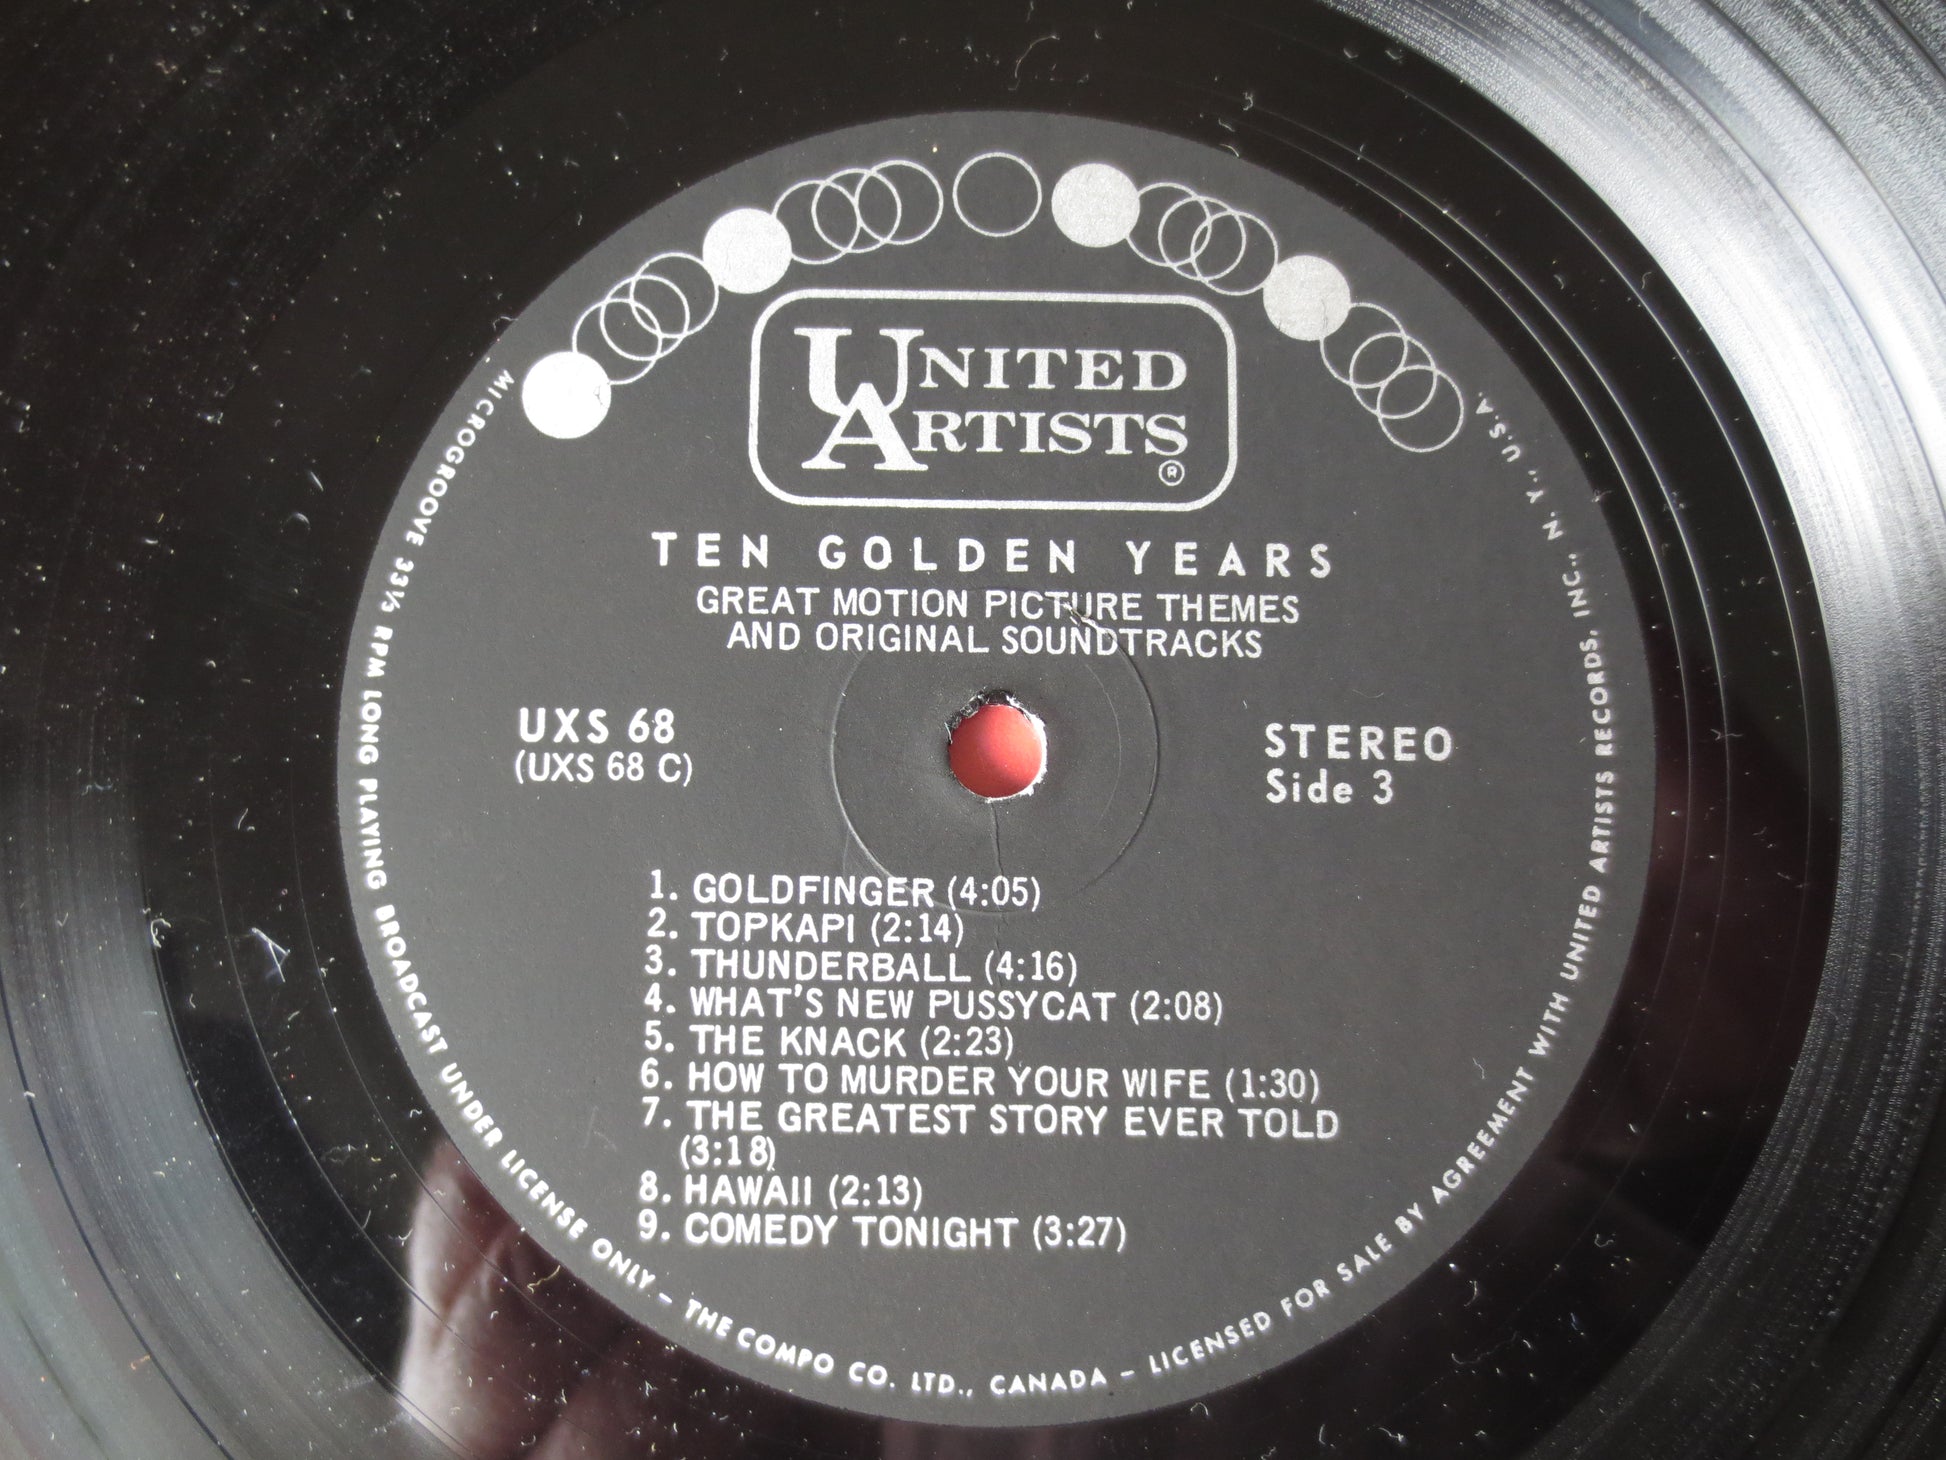 UNITED
ARTISTS
®
TEN GOLDEN YEARS
GREAT MOTION PICTURE THEMES
AND ORIGINAL SOUNDTRACKS
UXS 68
(UXS 68 C)
STEREO
Side 3
1. GOLDFINGER (4:05)
2. TOPKAPI (2:14)
3. THUNDERBALL (4:16)
4. WHAT'S NEW PUSSYCAT (2:08)
5. THE KNACK (2:23)
6. HOW TO MURDER YOUR WIFE (1:30)
7. THE GREATEST STORY EVER TOLD
(3:18)
8. HAWAII (2:13)
9. COMEDY TONIGHT (3:27)
MICROGROOVE 33⅓ RPM LONG PLAYING BROADCAST UNDER LICENSE ONLY. – THE COMPO CO. LTD., CANADA – LICENSED FOR SALE BY AGREEMENT WITH UNITED ARTISTS RECORDS, INC., N. Y., U.S.A.